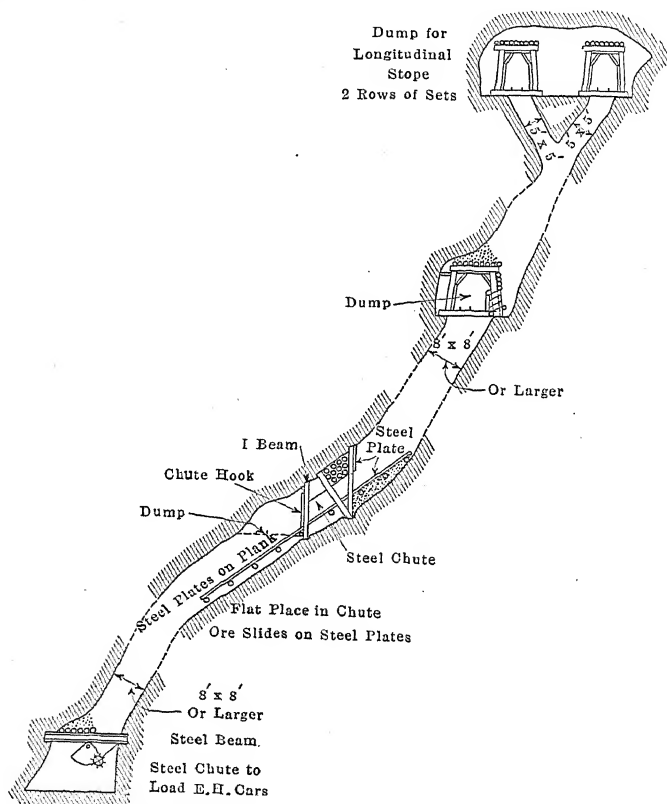 Dump for
Longitudinal
Stope
2 Rows of Sets
5' x 5'
5' x 5'
Dump
8' x 8'
Or Larger
Steel
Plate
I Beam
Chute Hook
Dump
Steel Chute
Steel Plates on Plank
Flat Place in Chute
Ore Slides on Steel Plates
8' x 8'
Or Larger
Steel Beam.
Steel Chute to
Load E.H. Cars